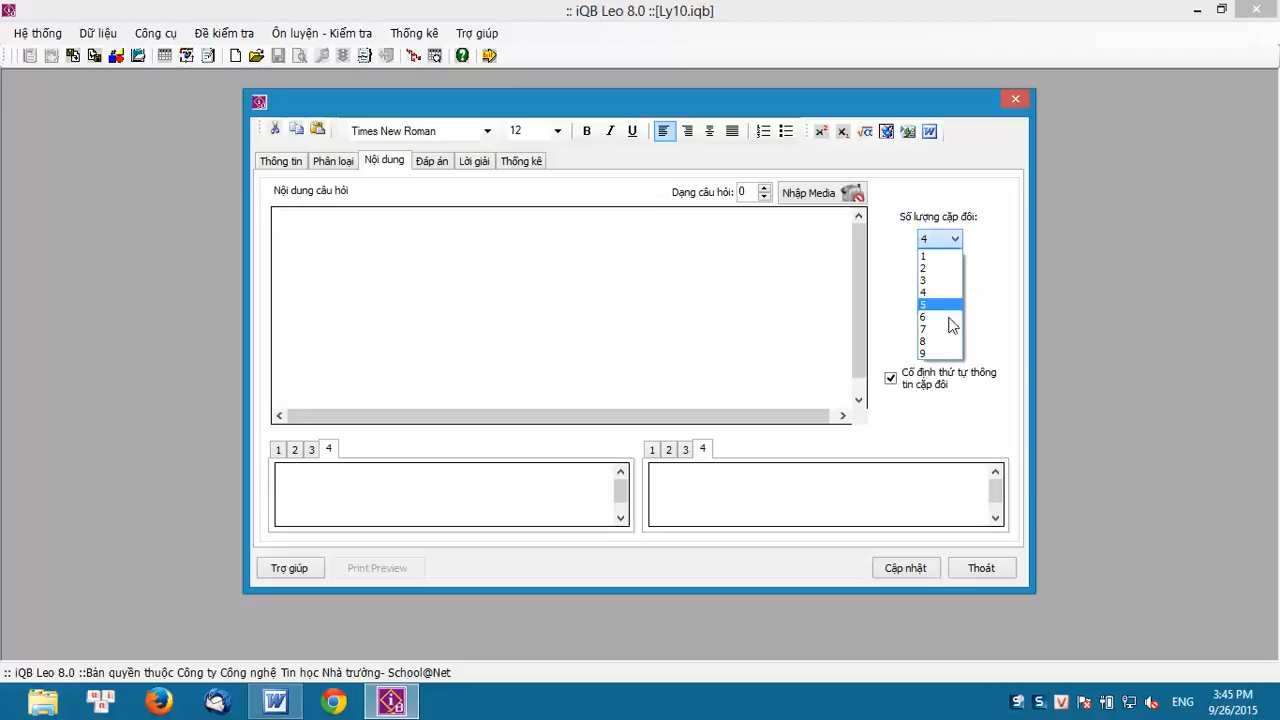 :: iQB Leo 8.0 ::[Ly10.iqb]
Hệ thống Dữ liệu Công cụ Đề kiểm tra Ôn luyện - Kiểm tra Thống kê Trợ giúp
Times New Roman 12 B I U
Thông tin Phân loại Nội dung Đáp án Lời giải Thống kê
Nội dung câu hỏi Dạng câu hỏi: 0 Nhập Media
Số lượng cặp đôi:
4
1
2
3
4
5
6
7
8
9
Cố định thứ tự thông
tin cặp đôi
1 2 3 4 1 2 3 4
Trợ giúp Print Preview Cập nhật Thoát
:: iQB Leo 8.0 ::Bản quyền thuộc Công ty Công nghệ Tin học Nhà trường- School@Net
ENG 3:45 PM
9/26/2015